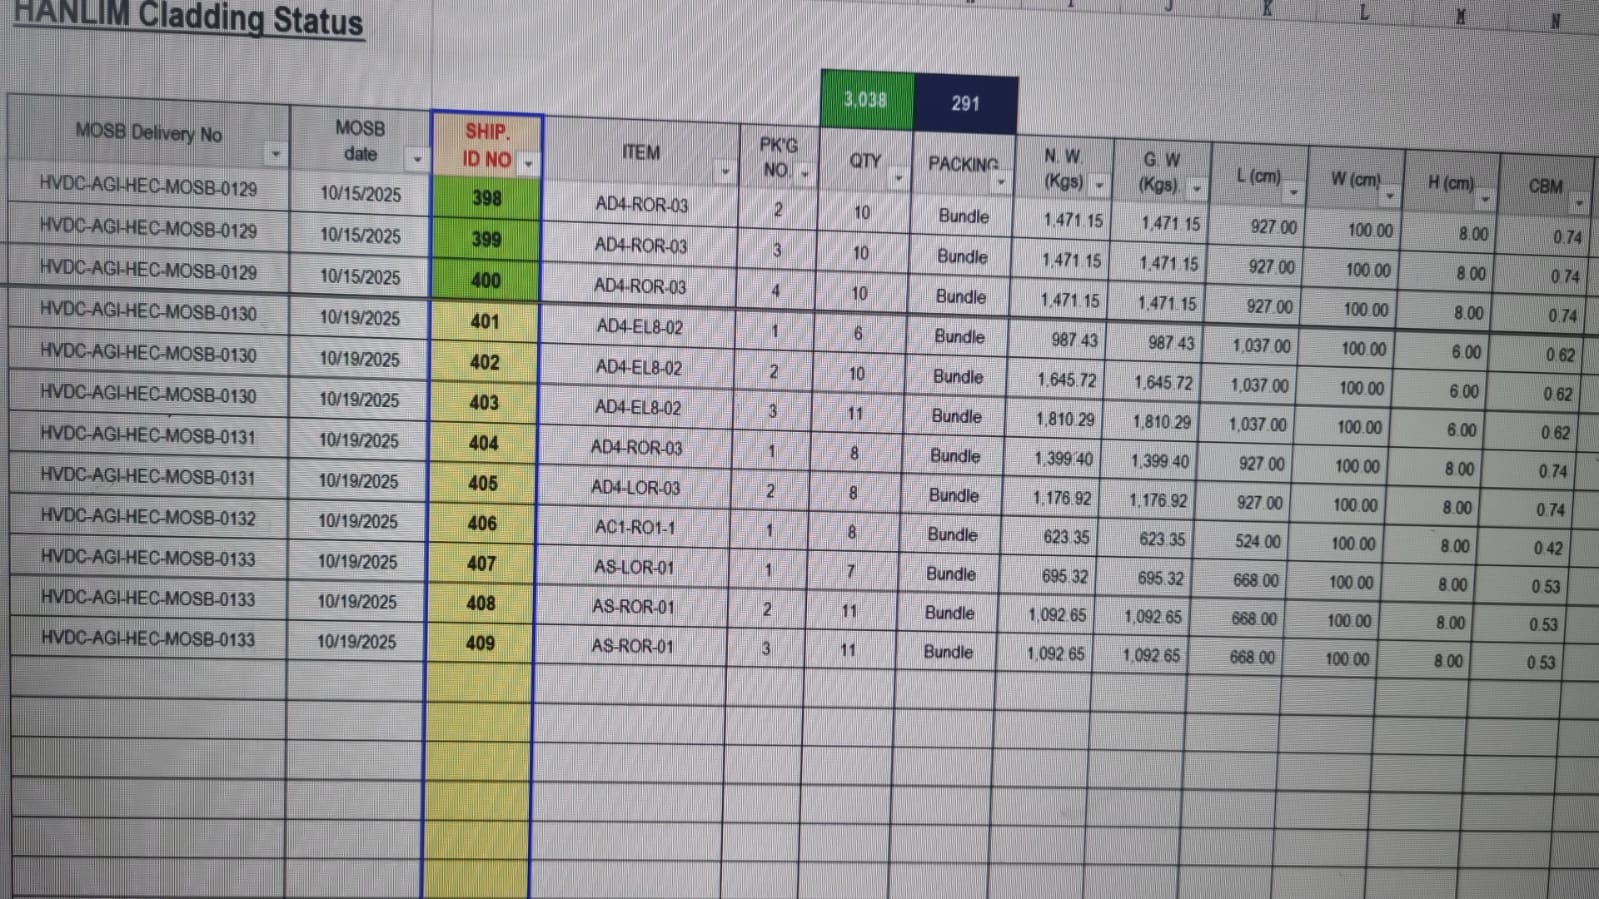 HANLIM Cladding Status
I J K L M N
3,038 291
MOSB Delivery No MOSB date SHIP. ID NO ITEM PK'G NO. QTY PACKING N. W. (Kgs) G. W (Kgs) L (cm) W (cm) H (cm) CBM
HVDC-AGI-HEC-MOSB-0129 10/15/2025 398 AD4-ROR-03 2 10 Bundle 1,471.15 1,471.15 927.00 100.00 8.00 0.74
HVDC-AGI-HEC-MOSB-0129 10/15/2025 399 AD4-ROR-03 3 10 Bundle 1,471.15 1,471.15 927.00 100.00 8.00 0.74
HVDC-AGI-HEC-MOSB-0129 10/15/2025 400 AD4-ROR-03 4 10 Bundle 1,471.15 1,471.15 927.00 100.00 8.00 0.74
HVDC-AGI-HEC-MOSB-0130 10/19/2025 401 AD4-EL8-02 1 6 Bundle 987.43 987.43 1,037.00 100.00 6.00 0.62
HVDC-AGI-HEC-MOSB-0130 10/19/2025 402 AD4-EL8-02 2 10 Bundle 1,645.72 1,645.72 1,037.00 100.00 6.00 0.62
HVDC-AGI-HEC-MOSB-0130 10/19/2025 403 AD4-EL8-02 3 11 Bundle 1,810.29 1,810.29 1,037.00 100.00 6.00 0.62
HVDC-AGI-HEC-MOSB-0131 10/19/2025 404 AD4-ROR-03 1 8 Bundle 1,399.40 1,399.40 927.00 100.00 8.00 0.74
HVDC-AGI-HEC-MOSB-0131 10/19/2025 405 AD4-LOR-03 2 8 Bundle 1,176.92 1,176.92 927.00 100.00 8.00 0.74
HVDC-AGI-HEC-MOSB-0132 10/19/2025 406 AC1-RO1-1 1 8 Bundle 623.35 623.35 524.00 100.00 8.00 0.42
HVDC-AGI-HEC-MOSB-0133 10/19/2025 407 AS-LOR-01 1 7 Bundle 695.32 695.32 668.00 100.00 8.00 0.53
HVDC-AGI-HEC-MOSB-0133 10/19/2025 408 AS-ROR-01 2 11 Bundle 1,092.65 1,092.65 668.00 100.00 8.00 0.53
HVDC-AGI-HEC-MOSB-0133 10/19/2025 409 AS-ROR-01 3 11 Bundle 1,092.65 1,092.65 668.00 100.00 8.00 0.53